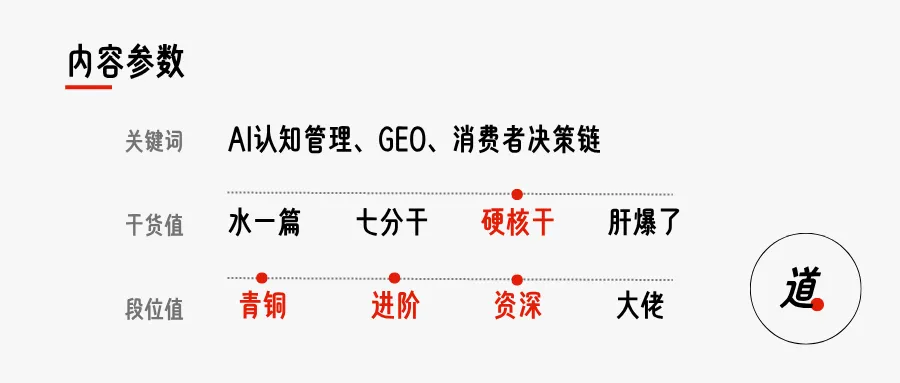 内容参数
关键词 AI认知管理、GEO、消费者决策链
干货值 水一篇 七分干 硬核干 肝爆了
段位值 青铜 进阶 资深 大佬
道